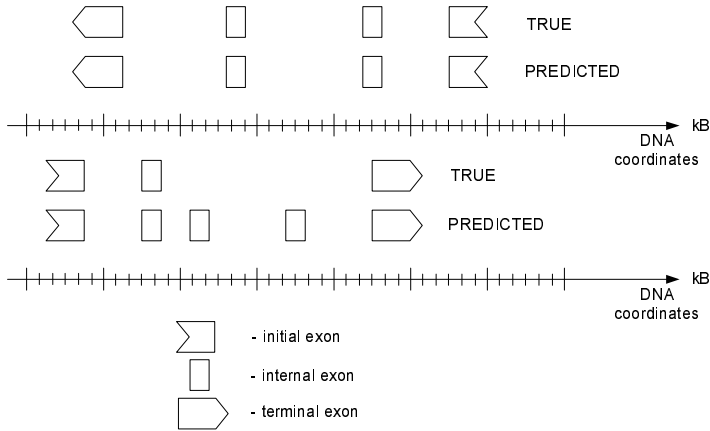 TRUE
PREDICTED
kB
DNA
coordinates
TRUE
PREDICTED
kB
DNA
coordinates
- initial exon
- internal exon
- terminal exon